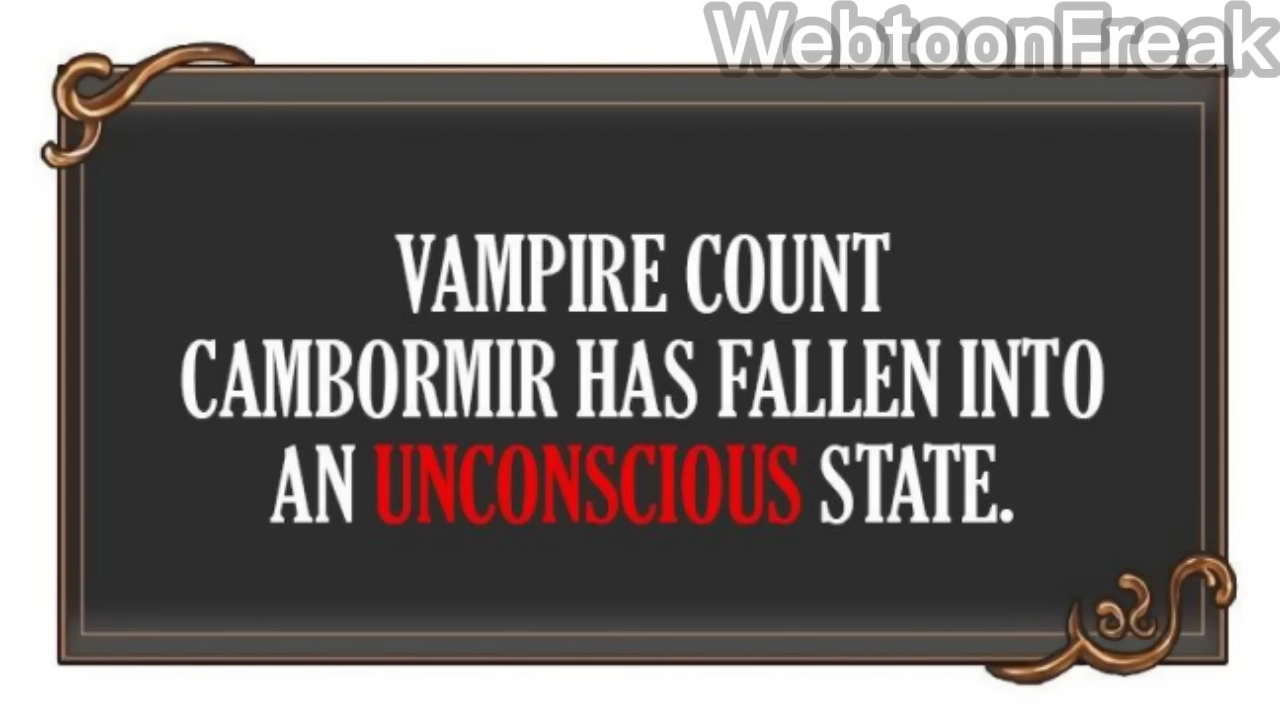 WebtoonFreak
VAMPIRE COUNT
CAMBORMIR HAS FALLEN INTO
AN UNCONSCIOUS STATE.